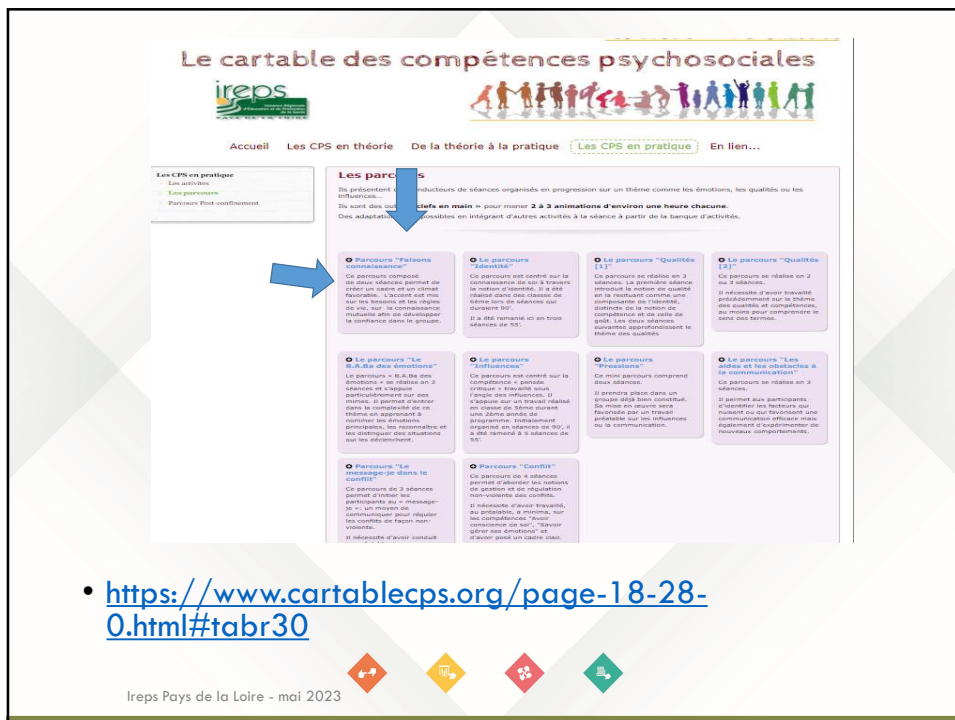 Le cartable des compétences psychosociales
ireps
Instance Régionale
d'Education et de Promotion
de la Santé
PAYS DE LA LOIRE
Accueil Les CPS en théorie De la théorie à la pratique Les CPS en pratique En lien...
Les CPS en pratique
Les activités
Les parcours
Parcours Post-confinement
Les parcours
Ils présentent des conducteurs de séances organisés en progression sur un thème comme les émotions, les qualités ou les
influences...
Ils sont des clefs en main » pour mener 2 à 3 animations d'environ une heure chacune.
Des adaptations possibles en intégrant d'autres activités à la séance à partir de la banque d'activités.
Parcours "Faisons
connaissance"
Ce parcours composé
de deux séances permet de
créer un cadre et un climat
favorable. L'accent est mis
sur les besoins et les règles
de vie, sur la connaissance
mutuelle afin de développer
la confiance dans le groupe.
Le parcours
"Identité"
Ce parcours est centré sur la
connaissance de soi à travers
la notion d'identité. Il a été
réalisé dans des classes de
6ème lors de séances qui
duraient 90'.
Il a été remanié ici en trois
séances de 55'.
Le parcours "Qualités
[1]"
Ce parcours se réalise en 3
séances. La première séance
introduit la notion de qualité
en la resituant comme une
composante de l'identité,
distincte de la notion de
compétence et de celle de
goût. Les deux séances
suivantes approfondissent le
thème des qualités
Le parcours "Qualités
[2]"
Ce parcours se réalise en 2
ou 3 séances.
Il nécessite d'avoir travaillé
précédemment sur le thème
des qualités et compétences,
au moins pour comprendre le
sens des termes.
Le parcours "Le
B.A.Ba des émotions"
Le parcours « B.A.Ba des
émotions » se réalise en 2
séances et s'appuie
particulièrement sur des
mimes. Il permet d'entrer
dans la complexité de ce
thème en apprenant à
nommer les émotions
principales, les reconnaître et
les distinguer des situations
qui les déclenchent.
Le parcours
"Influences"
Ce parcours est centré sur la
compétence « pensée
critique » travaillé sous
l'angle des influences. Il
s'appuie sur un travail réalisé
en classe de 5ème durant
une 2ème année de
programme. Initialement
organisé en séances de 90', il
a été ramené à 5 séances de
55'.
Le parcours
"Pressions"
Ce mini parcours comprend
deux séances.
Il prendra place dans un
groupe déjà bien constitué.
Sa mise en œuvre sera
favorisée par un travail
préalable sur les influences
ou la communication.
Le parcours "Les
aides et les obstacles à
la communication"
Ce parcours se réalise en 3
séances.
Il permet aux participants
d'identifier les facteurs qui
nuisent ou qui favorisent une
communication efficace mais
également d'expérimenter de
nouveaux comportements.
Parcours "Le
message-je dans le
conflit"
Ce parcours de 3 séances
permet d'initier les
participants au « message-
je »: un moyen de
communiquer pour réguler
les conflits de façon non-
violente.
Il nécessite d'avoir conduit
Parcours "Conflit"
Ce parcours de 4 séances
permet d'aborder les notions
de gestion et de régulation
non-violente des conflits.
Il nécessite d'avoir travaillé,
au préalable, a minima, sur
les compétences "Avoir
conscience de soi", "Savoir
gérer ses émotions" et
d'avoir posé un cadre clair.
• https://www.cartablecps.org/page-18-28-
0.html#tabr30
Ireps Pays de la Loire - mai 2023